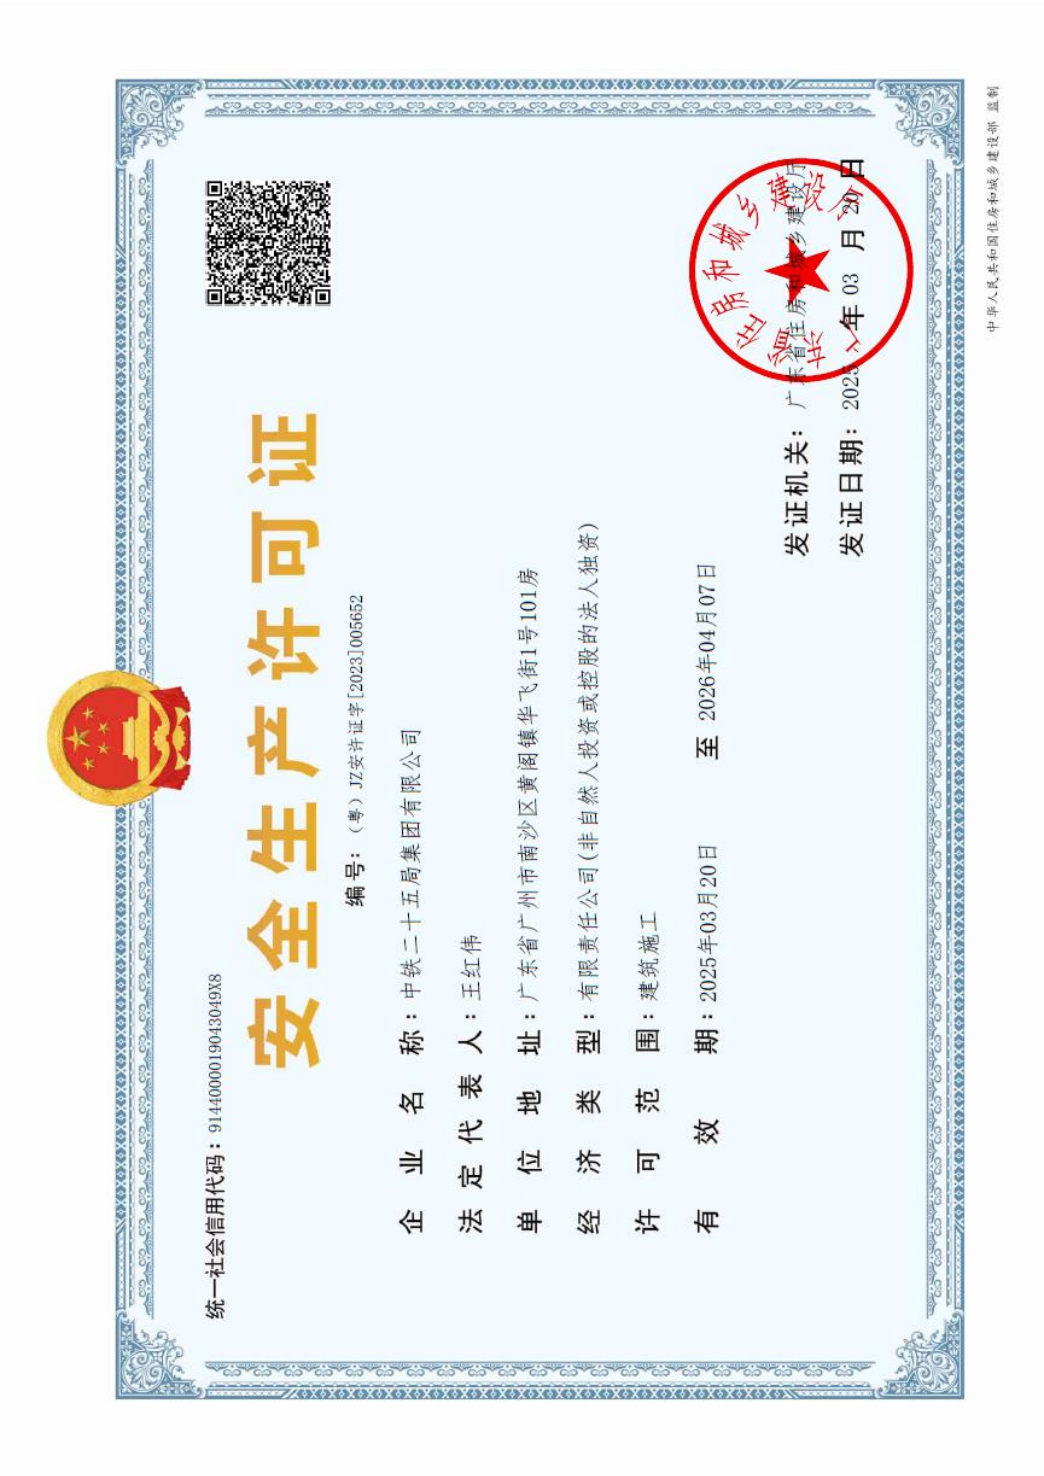 统一社会信用代码：9144000019043049X8
安全生产许可证
编号：（粤）JZ安许证字[2023]005652
企业名称：中铁二十五局集团有限公司
法定代表人：王红伟
单位地址：广东省广州市南沙区黄阁镇华飞街1号101房
经济类型：有限责任公司(非自然人投资或控股的法人独资)
许可范围：建筑施工
有效期：2025年03月20日 至 2026年04月07日
发证机关：广东省住房和城乡建设厅
发证日期：2025年03月20日
广东省住房和城乡建设厅
中华人民共和国住房和城乡建设部 监制